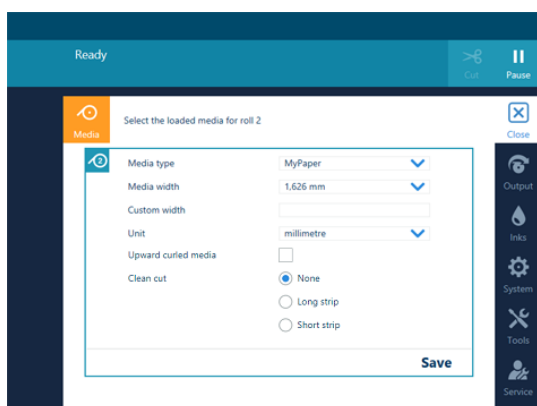 Ready
Cut
Pause
Media
Select the loaded media for roll 2
Close
2
Media type MyPaper
Media width 1,626 mm
Custom width
Unit millimetre
Upward curled media
Clean cut None
Long strip
Short strip
Save
Output
Inks
System
Tools
Service